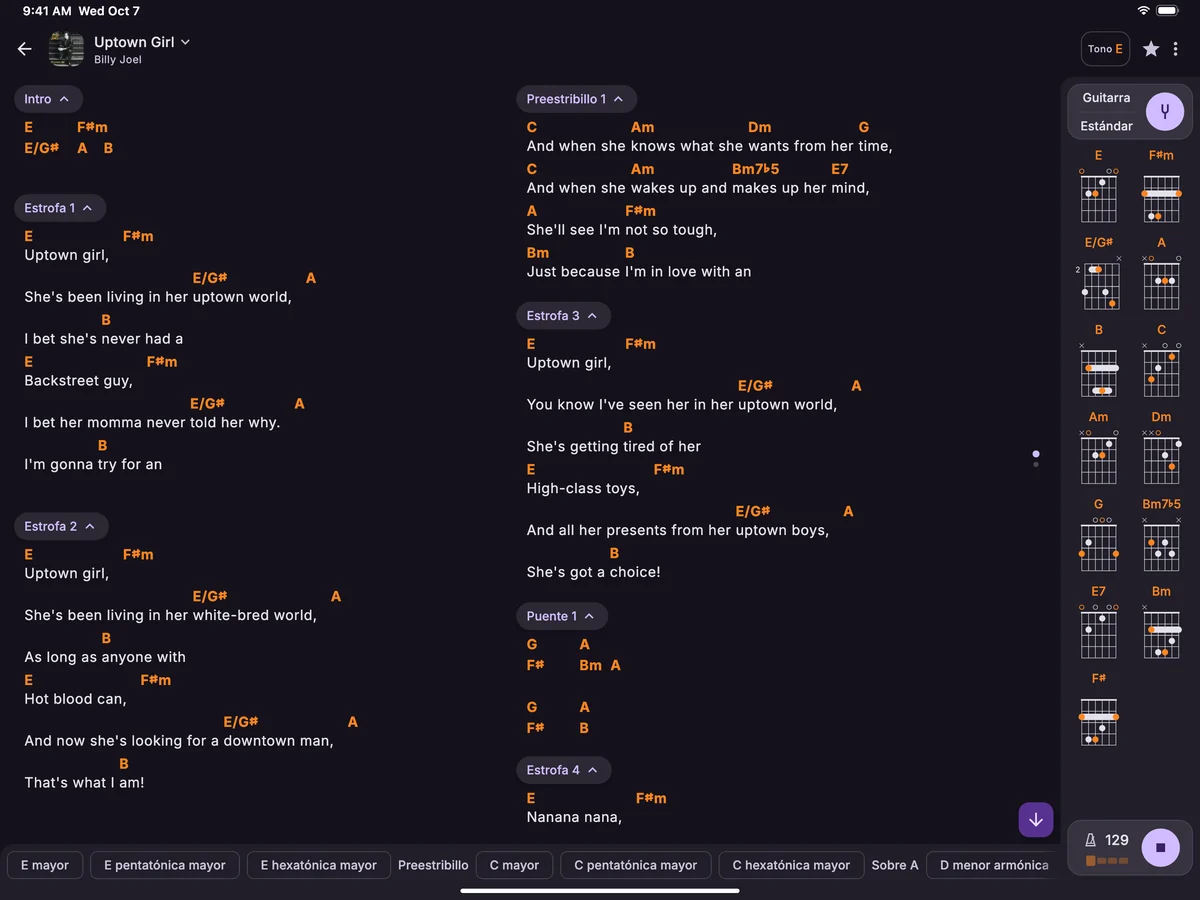 9:41 AM Wed Oct 7
Uptown Girl
Billy Joel
Tono E
Intro
E F#m
E/G# A B
Estrofa 1
E F#m
Uptown girl,
E/G# A
She's been living in her uptown world,
B
I bet she's never had a
E F#m
Backstreet guy,
E/G# A
I bet her momma never told her why.
B
I'm gonna try for an
Estrofa 2
E F#m
Uptown girl,
E/G# A
She's been living in her white-bred world,
B
As long as anyone with
E F#m
Hot blood can,
E/G# A
And now she's looking for a downtown man,
B
That's what I am!
Preestribillo 1
C Am Dm G
And when she knows what she wants from her time,
C Am Bm7♭5 E7
And when she wakes up and makes up her mind,
A F#m
She'll see I'm not so tough,
Bm B
Just because I'm in love with an
Estrofa 3
E F#m
Uptown girl,
E/G# A
You know I've seen her in her uptown world,
B
She's getting tired of her
E F#m
High-class toys,
E/G# A
And all her presents from her uptown boys,
B
She's got a choice!
Puente 1
G A
F# Bm A
G A
F# B
Estrofa 4
E F#m
Nanana nana,
Guitarra
Estándar
E F#m
E/G# A
2
B C
Am Dm
G Bm7♭5
E7 Bm
F#
129
E mayor E pentatónica mayor E hexatónica mayor Preestribillo C mayor C pentatónica mayor C hexatónica mayor Sobre A D menor armónica